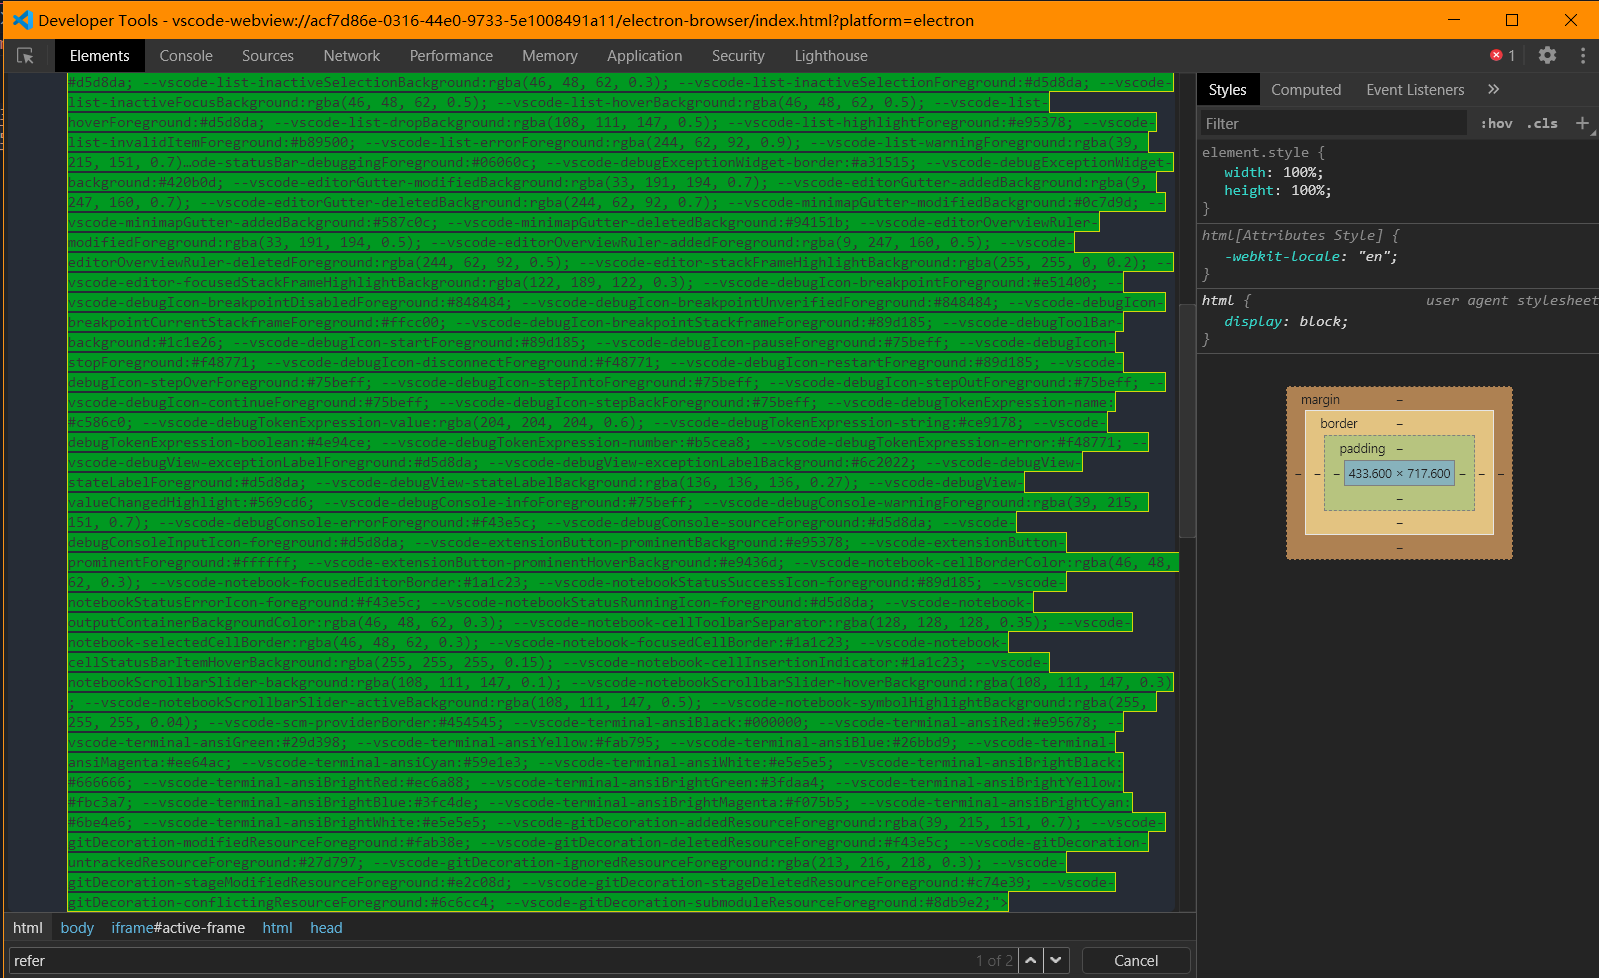 Developer Tools - vscode-webview://acf7d86e-0316-44e0-9733-5e1008491a11/electron-browser/index.html?platform=electron
Elements Console Sources Network Performance Memory Application Security Lighthouse 1
#d5d8da; --vscode-list-inactiveSelectionBackground:rgba(46, 48, 62, 0.3); --vscode-list-inactiveSelectionForeground:#d5d8da; --vscode-
list-inactiveFocusBackground:rgba(46, 48, 62, 0.5); --vscode-list-hoverBackground:rgba(46, 48, 62, 0.5); --vscode-list-
hoverForeground:#d5d8da; --vscode-list-dropBackground:rgba(108, 111, 147, 0.5); --vscode-list-highlightForeground:#e95378; --vscode-
list-invalidItemForeground:#b89500; --vscode-list-errorForeground:rgba(244, 62, 92, 0.9); --vscode-list-warningForeground:rgba(39,
215, 151, 0.7)…ode-statusBar-debuggingForeground:#06060c; --vscode-debugExceptionWidget-border:#a31515; --vscode-debugExceptionWidget-
background:#420b0d; --vscode-editorGutter-modifiedBackground:rgba(33, 191, 194, 0.7); --vscode-editorGutter-addedBackground:rgba(9,
247, 160, 0.7); --vscode-editorGutter-deletedBackground:rgba(244, 62, 92, 0.7); --vscode-minimapGutter-modifiedBackground:#0c7d9d; --
vscode-minimapGutter-addedBackground:#587c0c; --vscode-minimapGutter-deletedBackground:#94151b; --vscode-editorOverviewRuler-
modifiedForeground:rgba(33, 191, 194, 0.5); --vscode-editorOverviewRuler-addedForeground:rgba(9, 247, 160, 0.5); --vscode-
editorOverviewRuler-deletedForeground:rgba(244, 62, 92, 0.5); --vscode-editor-stackFrameHighlightBackground:rgba(255, 255, 0, 0.2); --
vscode-editor-focusedStackFrameHighlightBackground:rgba(122, 189, 122, 0.3); --vscode-debugIcon-breakpointForeground:#e51400; --
vscode-debugIcon-breakpointDisabledForeground:#848484; --vscode-debugIcon-breakpointUnverifiedForeground:#848484; --vscode-debugIcon-
breakpointCurrentStackframeForeground:#ffcc00; --vscode-debugIcon-breakpointStackframeForeground:#89d185; --vscode-debugToolBar-
background:#1c1e26; --vscode-debugIcon-startForeground:#89d185; --vscode-debugIcon-pauseForeground:#75beff; --vscode-debugIcon-
stopForeground:#f48771; --vscode-debugIcon-disconnectForeground:#f48771; --vscode-debugIcon-restartForeground:#89d185; --vscode-
debugIcon-stepOverForeground:#75beff; --vscode-debugIcon-stepIntoForeground:#75beff; --vscode-debugIcon-stepOutForeground:#75beff; --
vscode-debugIcon-continueForeground:#75beff; --vscode-debugIcon-stepBackForeground:#75beff; --vscode-debugTokenExpression-name:
#c586c0; --vscode-debugTokenExpression-value:rgba(204, 204, 204, 0.6); --vscode-debugTokenExpression-string:#ce9178; --vscode-
debugTokenExpression-boolean:#4e94ce; --vscode-debugTokenExpression-number:#b5cea8; --vscode-debugTokenExpression-error:#f48771; --
vscode-debugView-exceptionLabelForeground:#d5d8da; --vscode-debugView-exceptionLabelBackground:#6c2022; --vscode-debugView-
stateLabelForeground:#d5d8da; --vscode-debugView-stateLabelBackground:rgba(136, 136, 136, 0.27); --vscode-debugView-
valueChangedHighlight:#569cd6; --vscode-debugConsole-infoForeground:#75beff; --vscode-debugConsole-warningForeground:rgba(39, 215,
151, 0.7); --vscode-debugConsole-errorForeground:#f43e5c; --vscode-debugConsole-sourceForeground:#d5d8da; --vscode-
debugConsoleInputIcon-foreground:#d5d8da; --vscode-extensionButton-prominentBackground:#e95378; --vscode-extensionButton-
prominentForeground:#ffffff; --vscode-extensionButton-prominentHoverBackground:#e9436d; --vscode-notebook-cellBorderColor:rgba(46, 48,
62, 0.3); --vscode-notebook-focusedEditorBorder:#1a1c23; --vscode-notebookStatusSuccessIcon-foreground:#89d185; --vscode-
notebookStatusErrorIcon-foreground:#f43e5c; --vscode-notebookStatusRunningIcon-foreground:#d5d8da; --vscode-notebook-
outputContainerBackgroundColor:rgba(46, 48, 62, 0.3); --vscode-notebook-cellToolbarSeparator:rgba(128, 128, 128, 0.35); --vscode-
notebook-selectedCellBorder:rgba(46, 48, 62, 0.3); --vscode-notebook-focusedCellBorder:#1a1c23; --vscode-notebook-
cellStatusBarItemHoverBackground:rgba(255, 255, 255, 0.15); --vscode-notebook-cellInsertionIndicator:#1a1c23; --vscode-
notebookScrollbarSlider-background:rgba(108, 111, 147, 0.1); --vscode-notebookScrollbarSlider-hoverBackground:rgba(108, 111, 147, 0.3)
; --vscode-notebookScrollbarSlider-activeBackground:rgba(108, 111, 147, 0.5); --vscode-notebook-symbolHighlightBackground:rgba(255,
255, 255, 0.04); --vscode-scm-providerBorder:#454545; --vscode-terminal-ansiBlack:#000000; --vscode-terminal-ansiRed:#e95678; --
vscode-terminal-ansiGreen:#29d398; --vscode-terminal-ansiYellow:#fab795; --vscode-terminal-ansiBlue:#26bbd9; --vscode-terminal-
ansiMagenta:#ee64ac; --vscode-terminal-ansiCyan:#59e1e3; --vscode-terminal-ansiWhite:#e5e5e5; --vscode-terminal-ansiBrightBlack:
#666666; --vscode-terminal-ansiBrightRed:#ec6a88; --vscode-terminal-ansiBrightGreen:#3fdaa4; --vscode-terminal-ansiBrightYellow:
#fbc3a7; --vscode-terminal-ansiBrightBlue:#3fc4de; --vscode-terminal-ansiBrightMagenta:#f075b5; --vscode-terminal-ansiBrightCyan:
#6be4e6; --vscode-terminal-ansiBrightWhite:#e5e5e5; --vscode-gitDecoration-addedResourceForeground:rgba(39, 215, 151, 0.7); --vscode-
gitDecoration-modifiedResourceForeground:#fab38e; --vscode-gitDecoration-deletedResourceForeground:#f43e5c; --vscode-gitDecoration-
untrackedResourceForeground:#27d797; --vscode-gitDecoration-ignoredResourceForeground:rgba(213, 216, 218, 0.3); --vscode-
gitDecoration-stageModifiedResourceForeground:#e2c08d; --vscode-gitDecoration-stageDeletedResourceForeground:#c74e39; --vscode-
gitDecoration-conflictingResourceForeground:#6c6cc4; --vscode-gitDecoration-submoduleResourceForeground:#8db9e2;">
html body iframe#active-frame html head
refer 1 of 2 Cancel
Styles Computed Event Listeners »
Filter :hov .cls +
element.style {
width: 100%;
height: 100%;
}
html[Attributes Style] {
-webkit-locale: "en";
}
html { user agent stylesheet
display: block;
}
margin –
border –
padding –
– – – 433.600 × 717.600 – – –
–
–
–